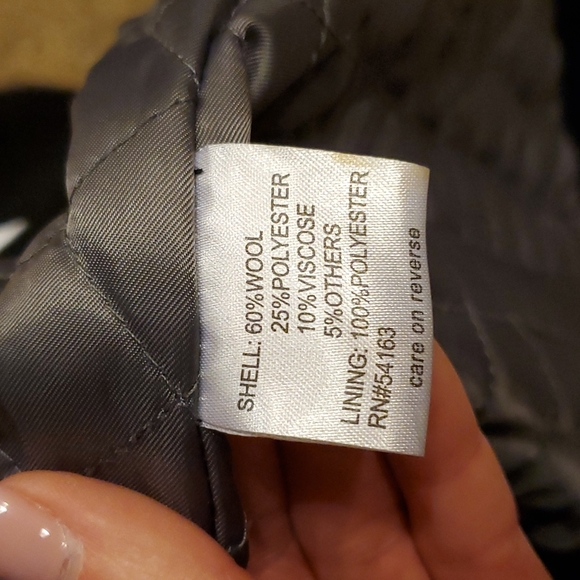 SHELL: 60%WOOL
25%POLYESTER
10%VISCOSE
5%OTHERS
LINING: 100%POLYESTER
RN#54163
care on reverse